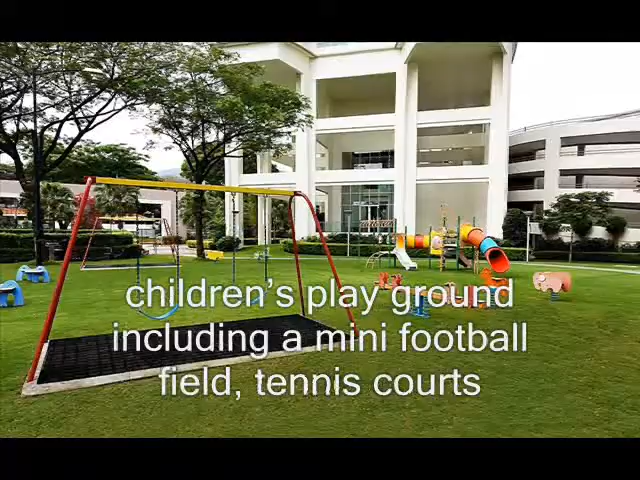 children’s play ground
including a mini football
field, tennis courts